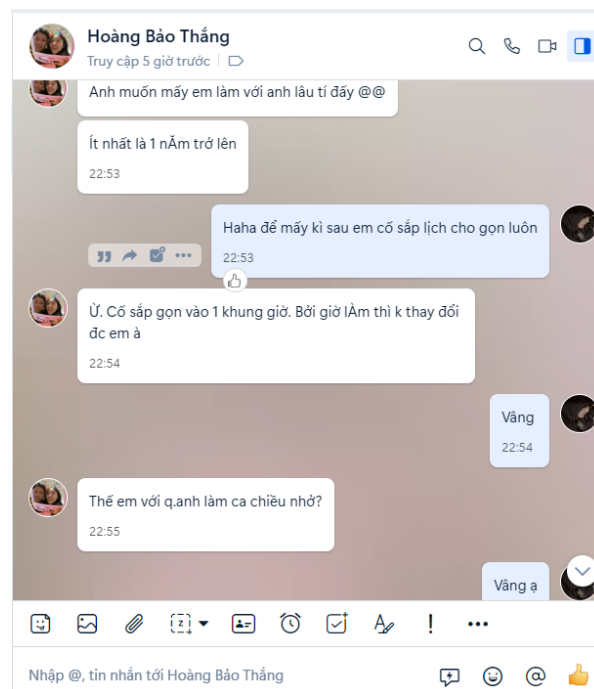 Hoàng Bảo Thắng
Truy cập 5 giờ trước
Anh muốn mấy em làm với anh lâu tí đấy @@
Ít nhất là 1 nĂm trở lên
22:53
Haha để mấy kì sau em cố sắp lịch cho gọn luôn
22:53
Ừ. Cố sắp gọn vào 1 khung giờ. Bởi giờ lÀm thì k thay đổi
đc em à
22:54
Vâng
22:54
Thế em với q.anh làm ca chiều nhở?
22:55
Vâng ạ
Nhập @, tin nhắn tới Hoàng Bảo Thắng